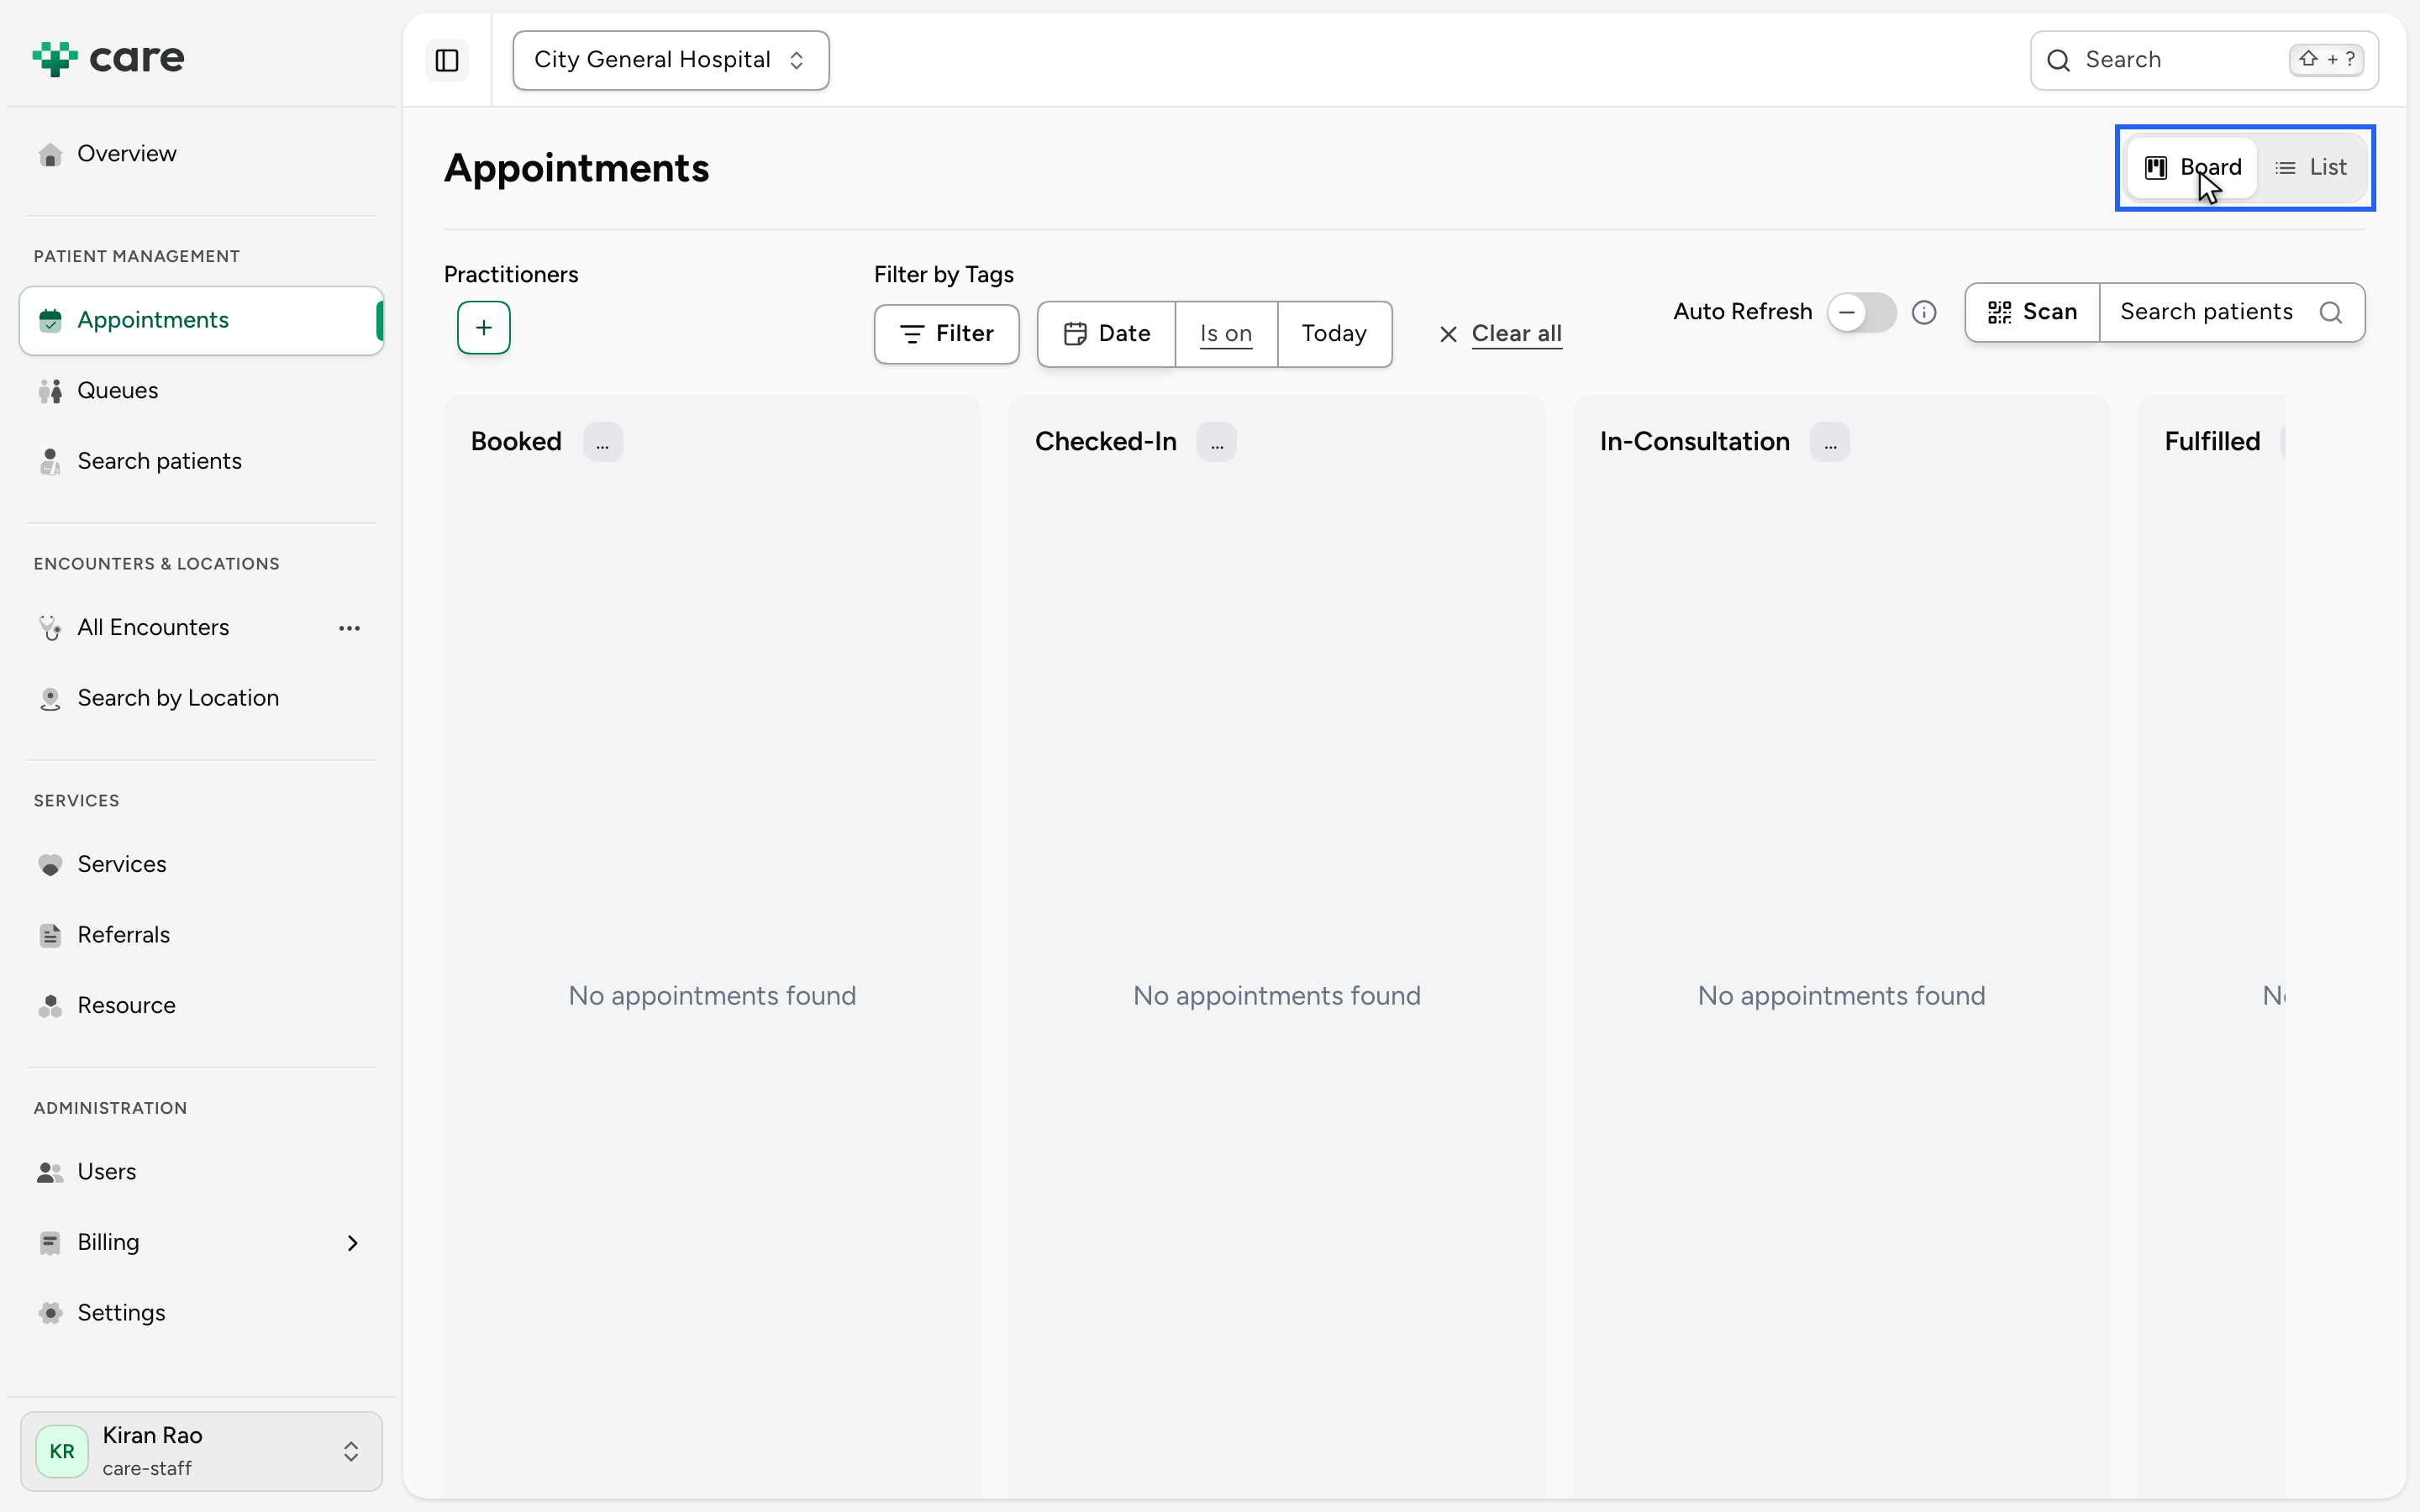 care
City General Hospital
Search
+ ?
Overview
PATIENT MANAGEMENT
Appointments
Queues
Search patients
ENCOUNTERS & LOCATIONS
All Encounters
Search by Location
SERVICES
Services
Referrals
Resource
ADMINISTRATION
Users
Billing
Settings
KR
Kiran Rao
care-staff
Appointments
Board
List
Practitioners
Filter by Tags
Filter
Date
Is on
Today
Clear all
Auto Refresh
Scan
Search patients
Booked ...
Checked-In ...
In-Consultation ...
Fulfilled
No appointments found
No appointments found
No appointments found